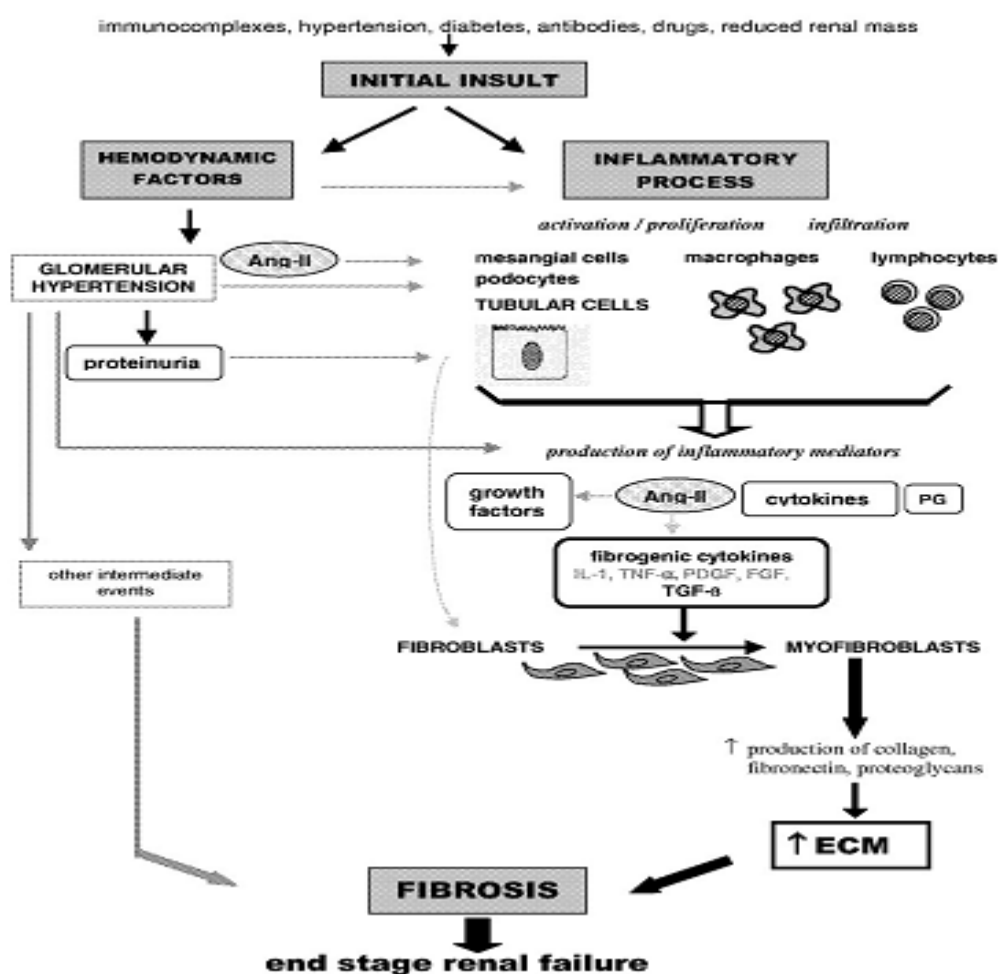 immunocomplexes, hypertension, diabetes, antibodies, drugs, reduced renal mass
INITIAL INSULT
HEMODYNAMIC
FACTORS
INFLAMMATORY
PROCESS
activation / proliferation
infiltration
GLOMERULAR
HYPERTENSION
Ang-II
mesangial cells
podocytes
TUBULAR CELLS
macrophages
lymphocytes
proteinuria
production of inflammatory mediators
growth
factors
Ang-II
cytokines
PG
fibrogenic cytokines
IL-1, TNF-α, PDGF, FGF,
TGF-ß
other intermediate
events
FIBROBLASTS
MYOFIBROBLASTS
↑ production of collagen,
fibronectin, proteoglycans
↑ ECM
FIBROSIS
end stage renal failure